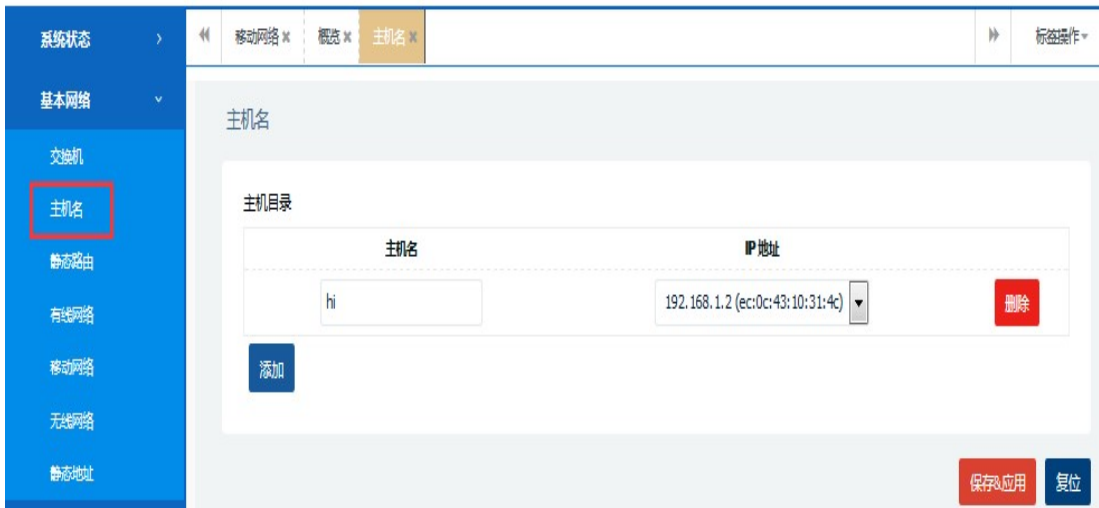 系统状态
基本网络
交换机
主机名
静态路由
有线网络
移动网络
无线网络
静态地址
移动网络 概览 主机名 标签操作
主机名
主机目录
主机名 IP 地址
hi 192.168.1.2 (ec:0c:43:10:31:4c) 删除
添加
保存&应用 复位